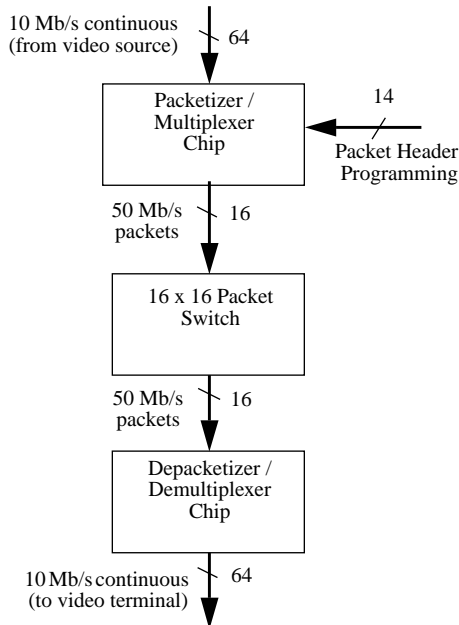 10 Mb/s continuous
(from video source)
64
Packetizer /
Multiplexer
Chip
14
Packet Header
Programming
50 Mb/s
packets
16
16 x 16 Packet
Switch
50 Mb/s
packets
16
Depacketizer /
Demultiplexer
Chip
10 Mb/s continuous
(to video terminal)
64